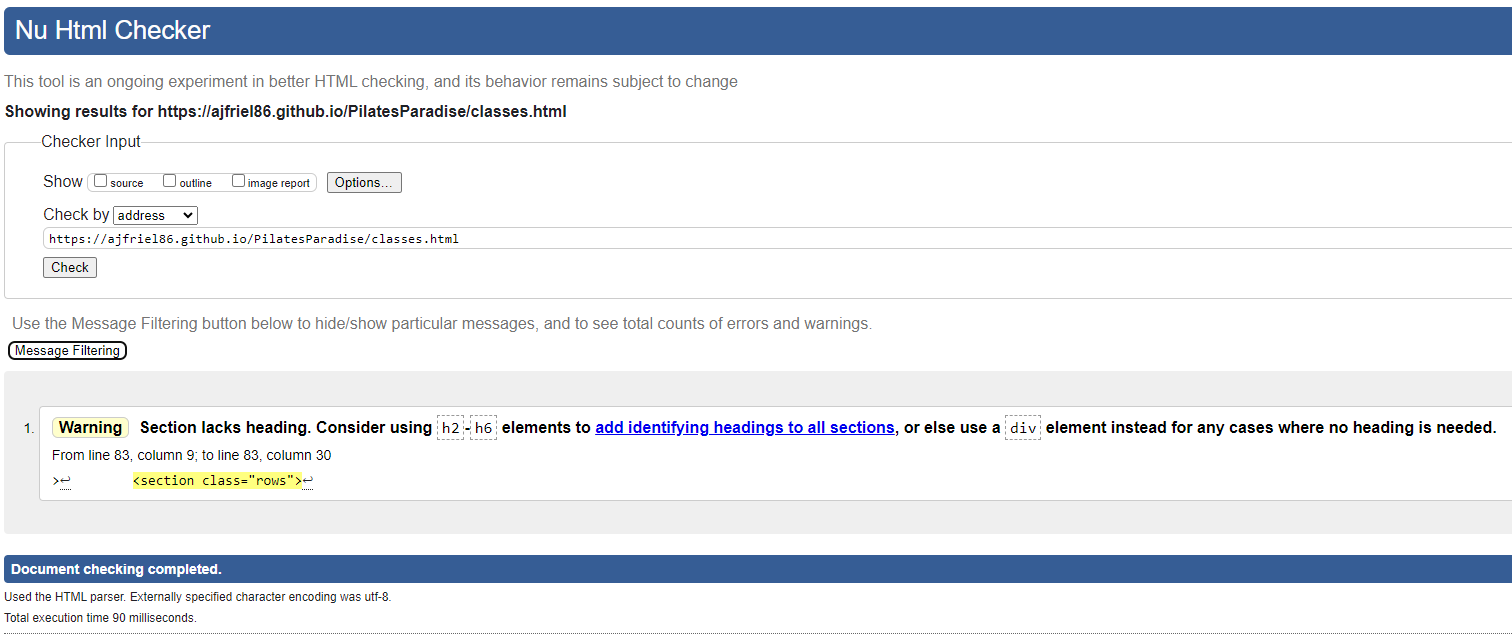 Nu Html Checker
This tool is an ongoing experiment in better HTML checking, and its behavior remains subject to change
Showing results for https://ajfriel86.github.io/PilatesParadise/classes.html
Checker Input
Show source outline image report Options...
Check by address
https://ajfriel86.github.io/PilatesParadise/classes.html
Check
Use the Message Filtering button below to hide/show particular messages, and to see total counts of errors and warnings.
Message Filtering
1. Warning Section lacks heading. Consider using h2-h6 elements to add identifying headings to all sections, or else use a div element instead for any cases where no heading is needed.
From line 83, column 9; to line 83, column 30
>↩ <section class="rows">↩
Document checking completed.
Used the HTML parser. Externally specified character encoding was utf-8.
Total execution time 90 milliseconds.